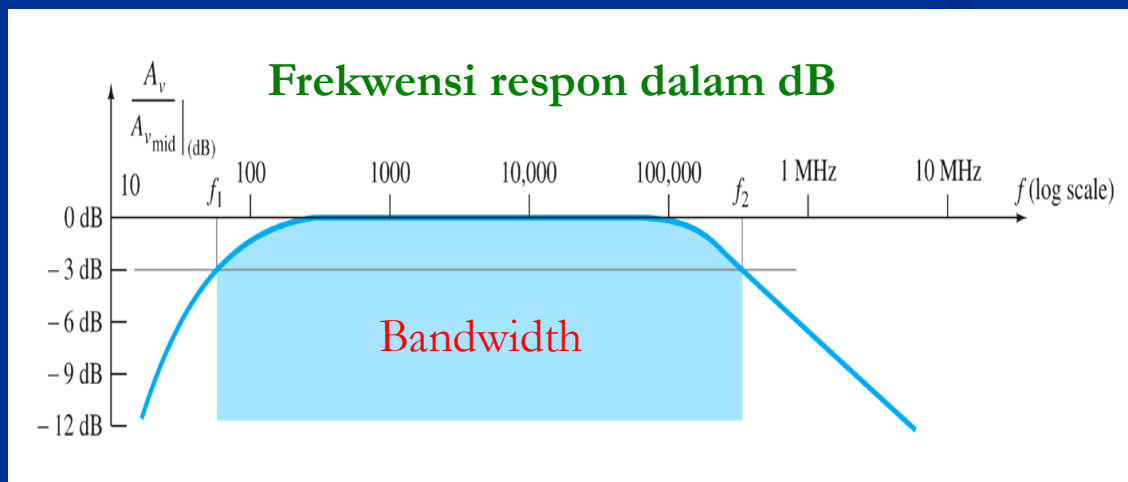 Frekwensi respon dalam dB
Av
Avmid (dB)
10 f1 100 1000 10,000 100,000 f2 1 MHz 10 MHz f (log scale)
0 dB
−3 dB
−6 dB
Bandwidth
−9 dB
−12 dB